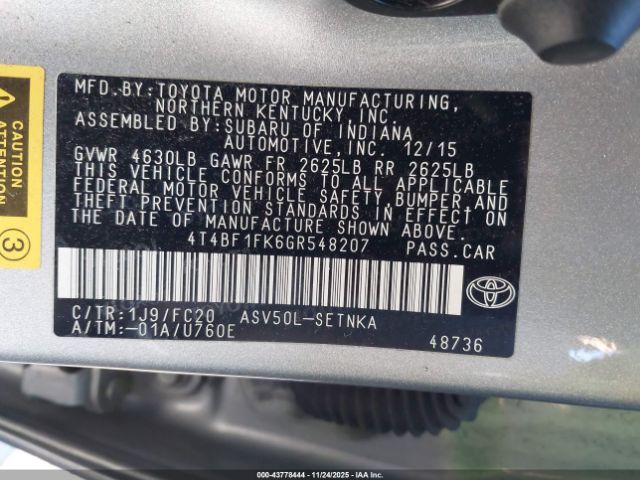 MFD.BY:TOYOTA MOTOR MANUFACTURING,
NORTHERN KENTUCKY, INC.
ASSEMBLED BY:SUBARU OF INDIANA
AUTOMOTIVE, INC. 12/15
GVWR 4630LB GAWR FR 2625LB RR 2625LB
THIS VEHICLE CONFORMS TO ALL APPLICABLE
FEDERAL MOTOR VEHICLE SAFETY,BUMPER,AND
THEFT PREVENTION STANDARDS IN EFFECT ON
THE DATE OF MANUFACTURE SHOWN ABOVE.
4T4BF1FK6GR548207 PASS.CAR
C/TR:1J9/FC20 ASV50L-SETNKA
A/TM:-01A/U760E
48736
CAUTION
ATTENTION
3
000-43778444 - 11/24/2025 - IAAI.CA